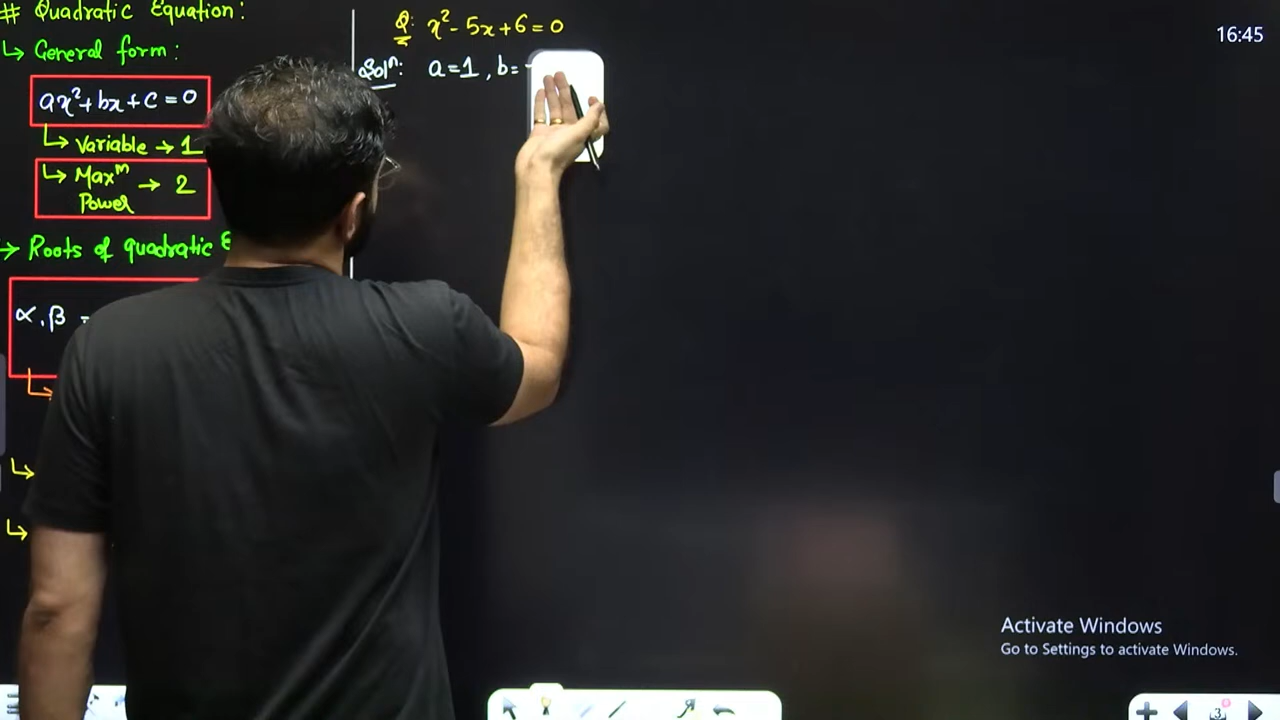 # Quadratic Equation:
↳ General form:
ax²+bx+c=0
↳ Variable → 1
↳ Maxᵐ Power → 2
→ Roots of quadratic E
α,β =
Q: x²-5x+6=0
Solⁿ: a=1, b=-
16:45
Activate Windows
Go to Settings to activate Windows.
3